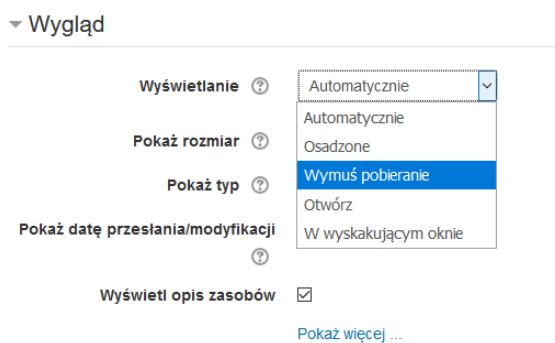 Wygląd
Wyświetlanie
Automatycznie
Automatycznie
Pokaż rozmiar
Osadzone
Wymuś pobieranie
Pokaż typ
Otwórz
Pokaż datę przesłania/modyfikacji
W wyskakującym oknie
Wyświetl opis zasobów
Pokaż więcej ...